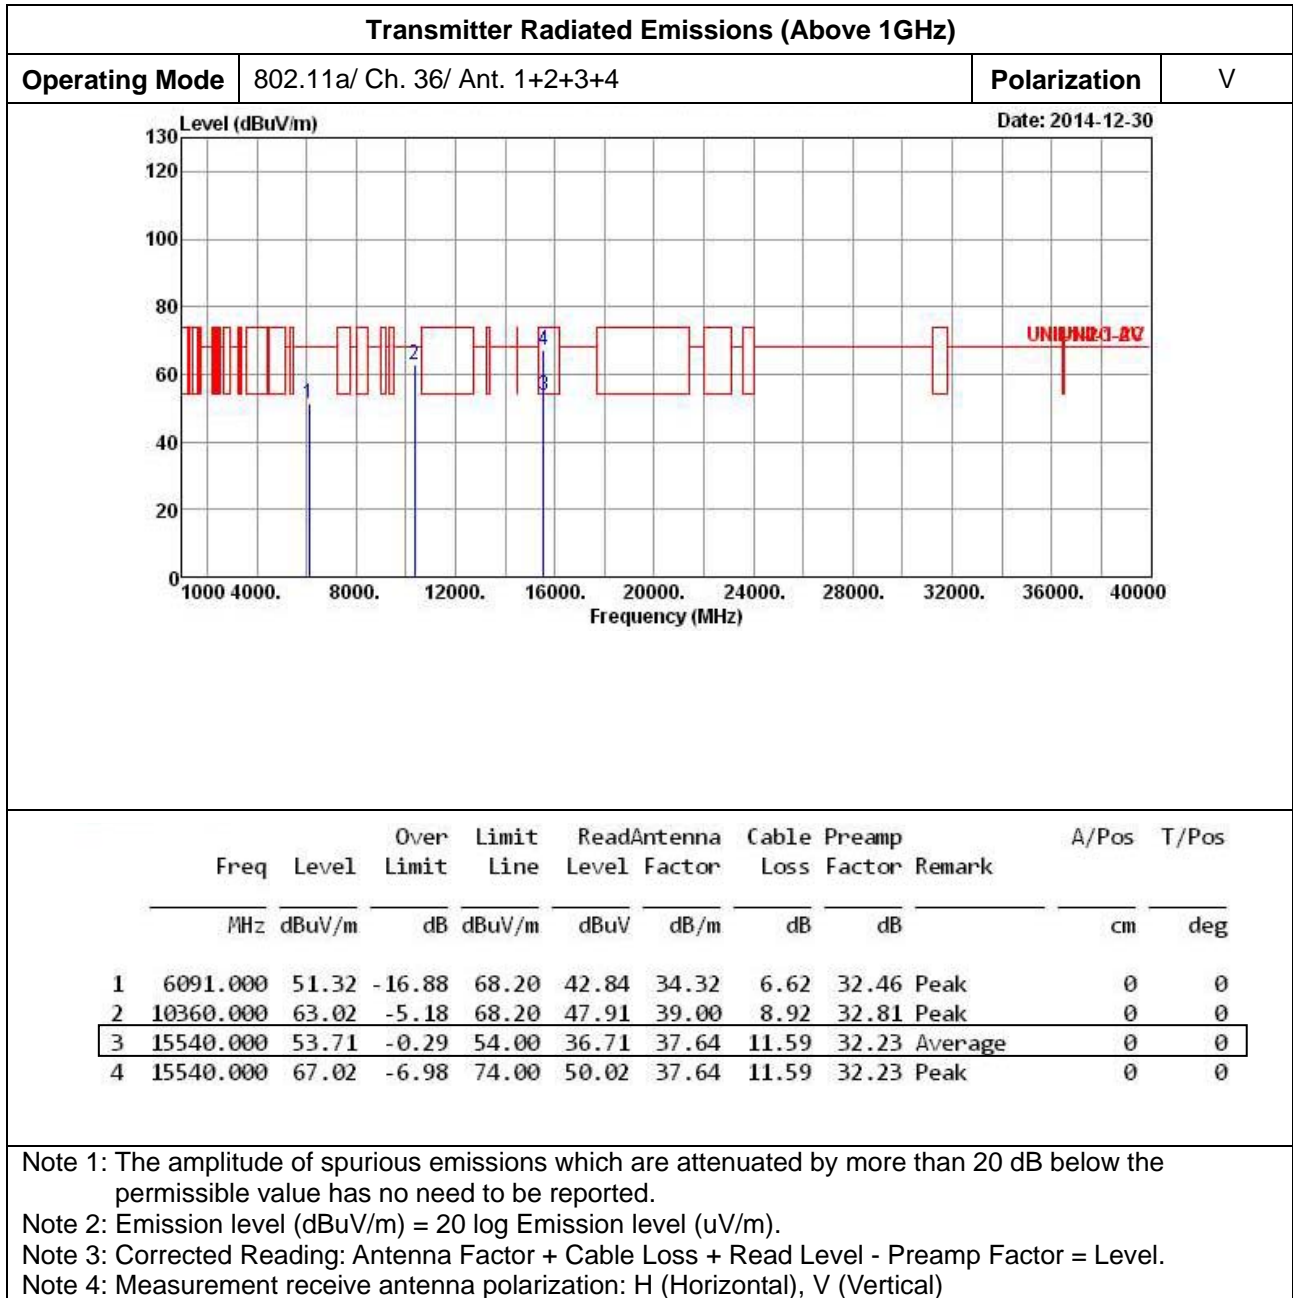 Transmitter Radiated Emissions (Above 1GHz)
Operating Mode 802.11a/ Ch. 36/ Ant. 1+2+3+4 Polarization V
Level (dBuV/m) Date: 2014-12-30
130
120
100
80
60
40
20
0
1 2 3 4
1000 4000. 8000. 12000. 16000. 20000. 24000. 28000. 32000. 36000. 40000
Frequency (MHz)
Over Limit ReadAntenna Cable Preamp A/Pos T/Pos
Freq Level Limit Line Level Factor Loss Factor Remark
MHz dBuV/m dB dBuV/m dBuV dB/m dB dB cm deg
1 6091.000 51.32 -16.88 68.20 42.84 34.32 6.62 32.46 Peak 0 0
2 10360.000 63.02 -5.18 68.20 47.91 39.00 8.92 32.81 Peak 0 0
3 15540.000 53.71 -0.29 54.00 36.71 37.64 11.59 32.23 Average 0 0
4 15540.000 67.02 -6.98 74.00 50.02 37.64 11.59 32.23 Peak 0 0
Note 1: The amplitude of spurious emissions which are attenuated by more than 20 dB below the
permissible value has no need to be reported.
Note 2: Emission level (dBuV/m) = 20 log Emission level (uV/m).
Note 3: Corrected Reading: Antenna Factor + Cable Loss + Read Level - Preamp Factor = Level.
Note 4: Measurement receive antenna polarization: H (Horizontal), V (Vertical)